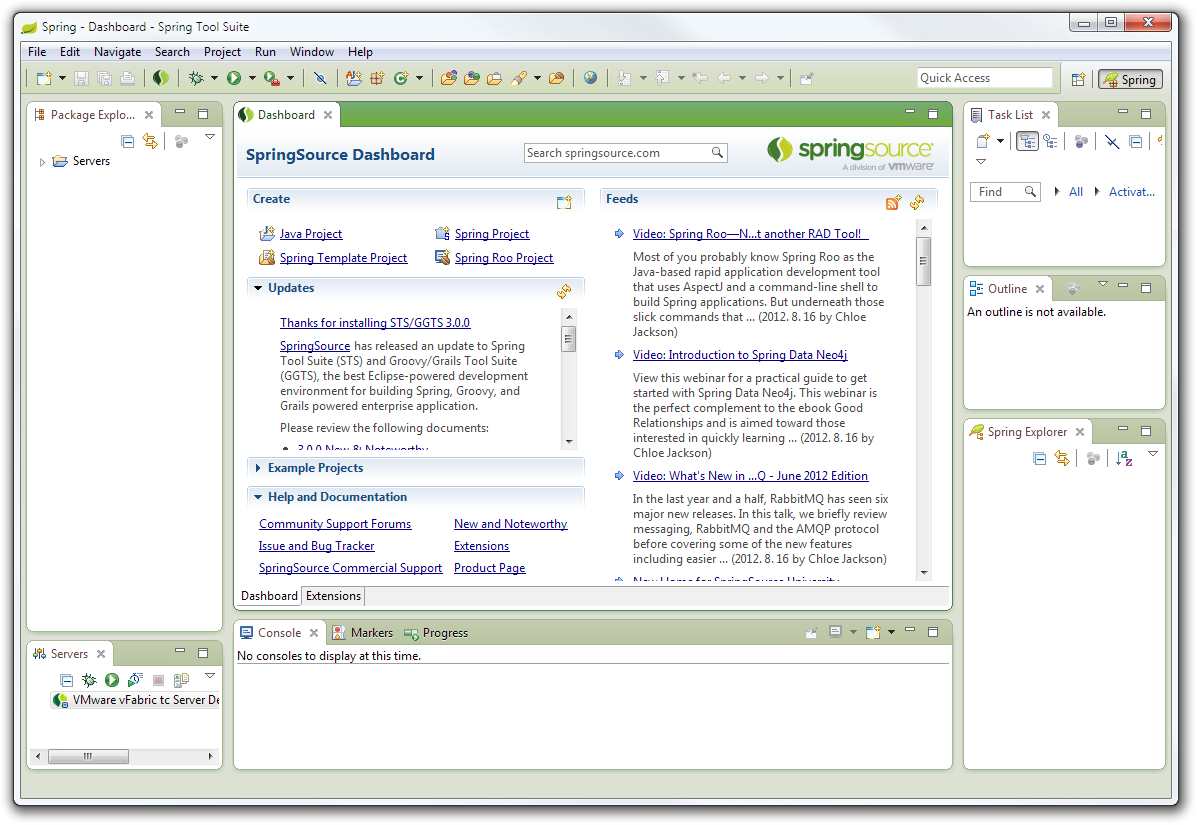 Spring - Dashboard - Spring Tool Suite
File Edit Navigate Search Project Run Window Help
Quick Access
Spring
Package Explo...
Servers
Dashboard
SpringSource Dashboard
Search springsource.com
springsource
A division of vmware
Create
Java Project
Spring Project
Spring Template Project
Spring Roo Project
Updates
Thanks for installing STS/GGTS 3.0.0
SpringSource has released an update to Spring
Tool Suite (STS) and Groovy/Grails Tool Suite
(GGTS), the best Eclipse-powered development
environment for building Spring, Groovy, and
Grails powered enterprise application.
Please review the following documents:
3.0.0 New & Noteworthy
Example Projects
Help and Documentation
Community Support Forums
New and Noteworthy
Issue and Bug Tracker
Extensions
SpringSource Commercial Support
Product Page
Feeds
Video: Spring Roo—N...t another RAD Tool!
Most of you probably know Spring Roo as the
Java-based rapid application development tool
that uses AspectJ and a command-line shell to
build Spring applications. But underneath those
slick commands that ... (2012. 8. 16 by Chloe
Jackson)
Video: Introduction to Spring Data Neo4j
View this webinar for a practical guide to get
started with Spring Data Neo4j. This webinar is
the perfect complement to the ebook Good
Relationships and is aimed toward those
interested in quickly learning ... (2012. 8. 16 by
Chloe Jackson)
Video: What's New in ...Q - June 2012 Edition
In the last year and a half, RabbitMQ has seen six
major new releases. In this talk, we briefly review
messaging, RabbitMQ and the AMQP protocol
before covering some of the new features
including easier ... (2012. 8. 16 by Chloe Jackson)
New Home for SpringSource University
Dashboard Extensions
Task List
Find
All
Activat...
Outline
An outline is not available.
Spring Explorer
Servers
VMware vFabric tc Server De
Console Markers Progress
No consoles to display at this time.